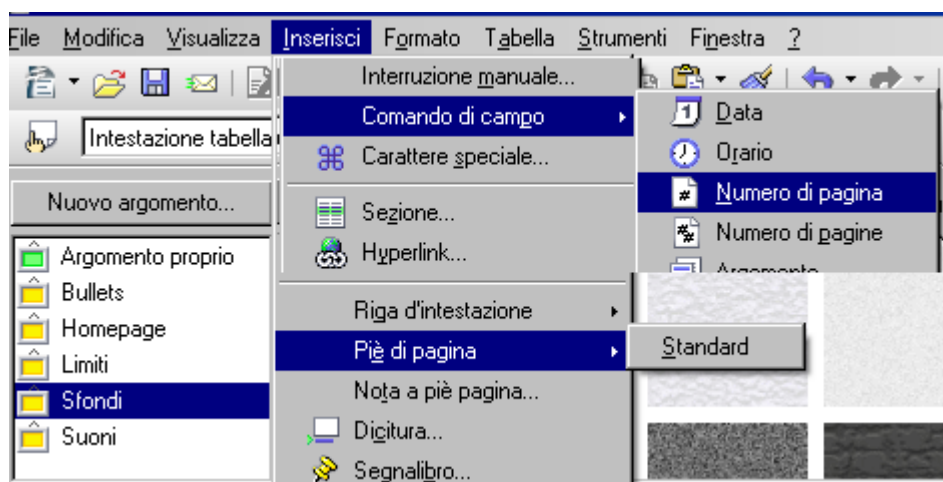 File Modifica Visualizza Inserisci Formato Tabella Strumenti Finestra ?
Interruzione manuale...
Comando di campo
Data
Intestazione tabella
Carattere speciale...
Orario
Nuovo argomento...
Sezione...
Numero di pagina
Numero di pagine
Argomento proprio
Hyperlink...
Argomento
Bullets
Homepage
Limiti
Sfondi
Suoni
Riga d'intestazione
Piè di pagina
Standard
Nota a piè pagina...
Dicitura...
Segnalibro...